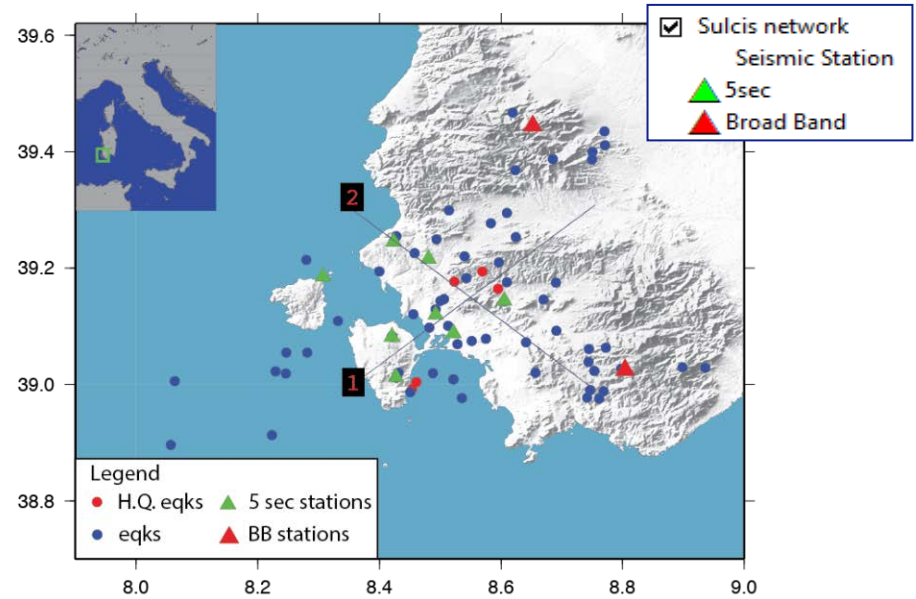 Sulcis network
Seismic Station
5sec
Broad Band
39.6
39.4
39.2
39.0
38.8
2
1
Legend
H.Q. eqks
5 sec stations
eqks
BB stations
8.0
8.2
8.4
8.6
8.8
9.0